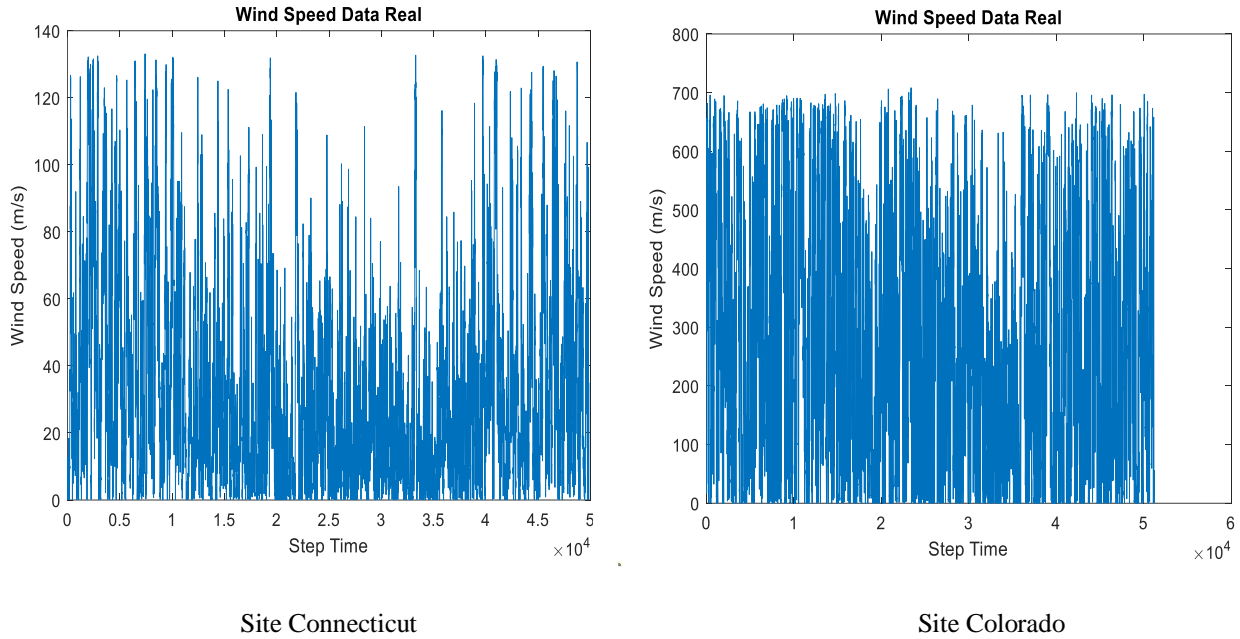 Wind Speed Data Real
140
120
100
80
60
40
20
0
Wind Speed (m/s)
0 0.5 1 1.5 2 2.5 3 3.5 4 4.5 5
Step Time
×10^4
Site Connecticut
Wind Speed Data Real
800
700
600
500
400
300
200
100
0
Wind Speed (m/s)
0 1 2 3 4 5 6
Step Time
×10^4
Site Colorado